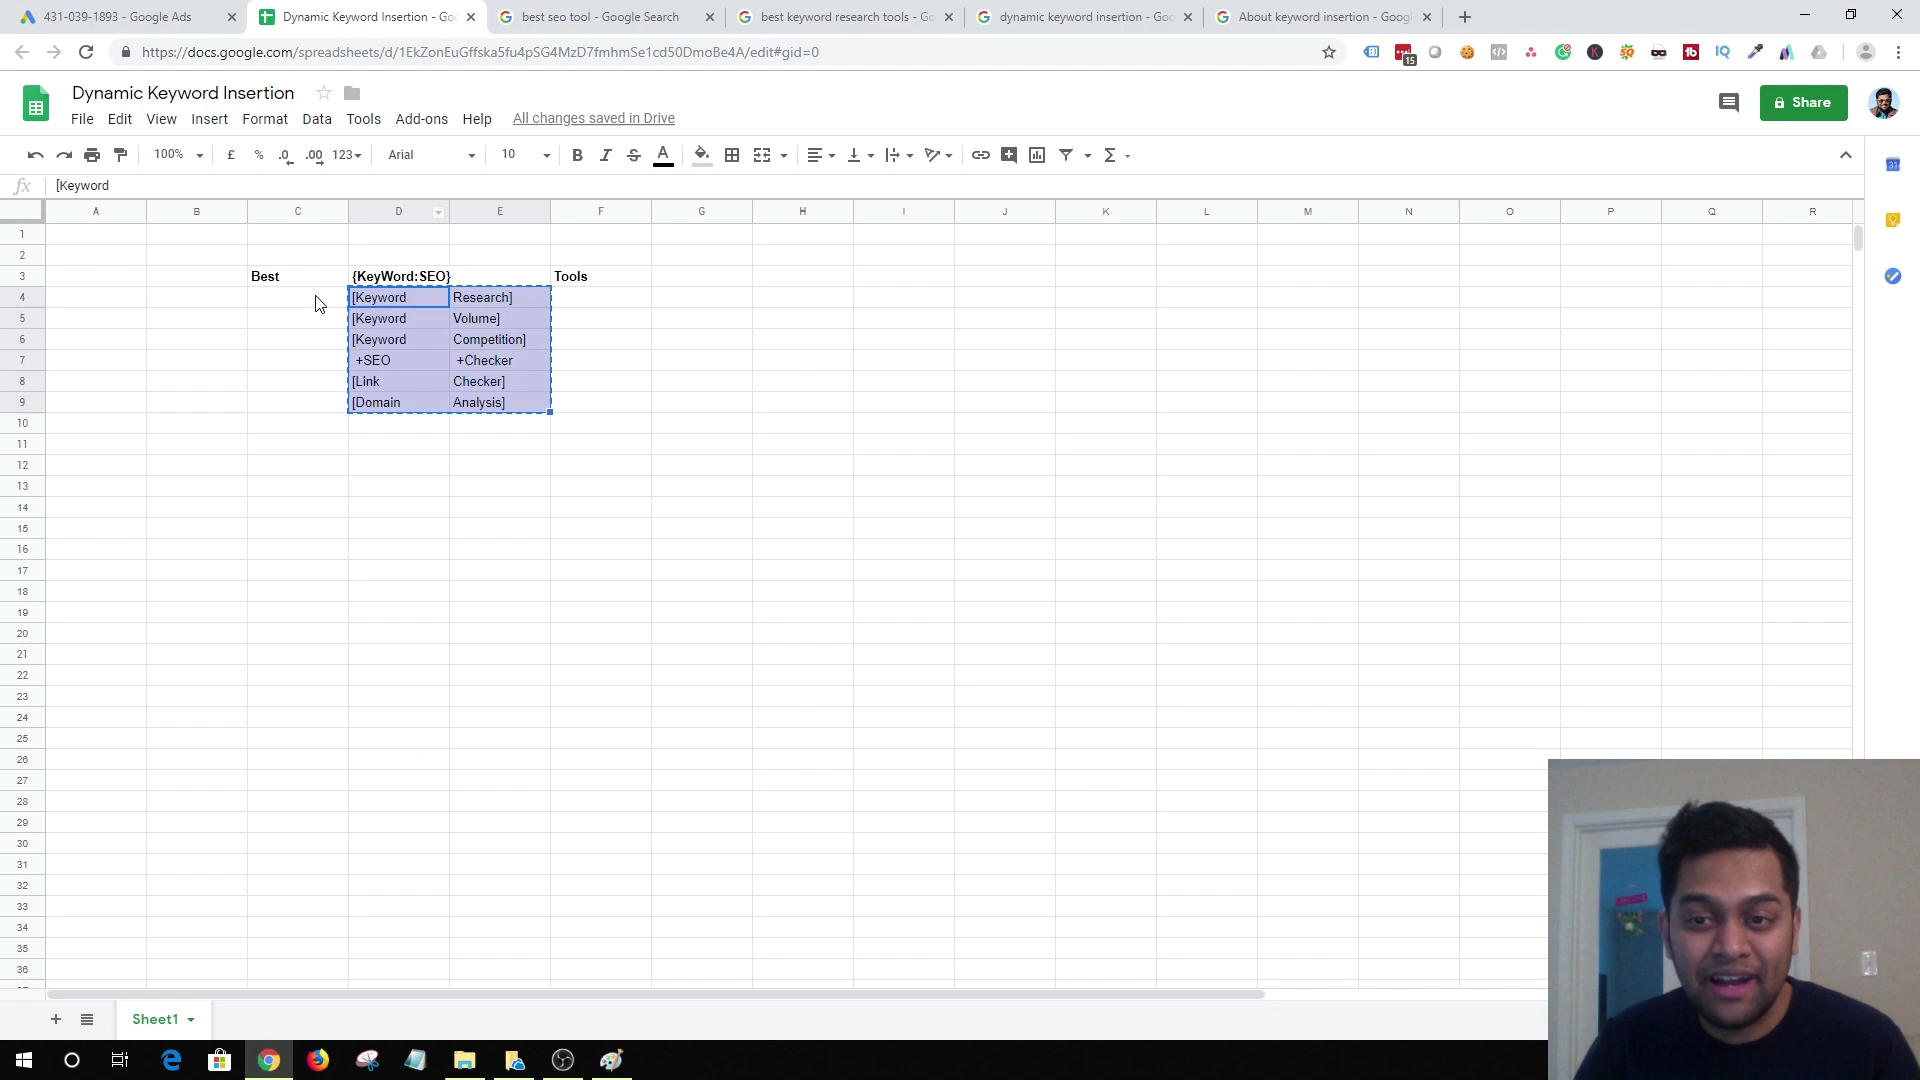 431-039-1893 - Google Ads
Dynamic Keyword Insertion - Go
best seo tool - Google Search
best keyword research tools - Go
dynamic keyword insertion - Goo
About keyword insertion - Googl
https://docs.google.com/spreadsheets/d/1EkZonEuGffska5fu4pSG4MzD7fmhmSe1cd50DmoBe4A/edit#gid=0
15
Dynamic Keyword Insertion
Share
File Edit View Insert Format Data Tools Add-ons Help All changes saved in Drive
100% £ % .0 .00 123 Arial 10 B I S A Σ
fx [Keyword
A B C D E F G H I J K L M N O P Q R
1
2
3 Best {KeyWord:SEO} Tools
4 [Keyword Research]
5 [Keyword Volume]
6 [Keyword Competition]
7 +SEO +Checker
8 [Link Checker]
9 [Domain Analysis]
10
11
12
13
14
15
16
17
18
19
20
21
22
23
24
25
26
27
28
29
30
31
32
33
34
35
36
Sheet1